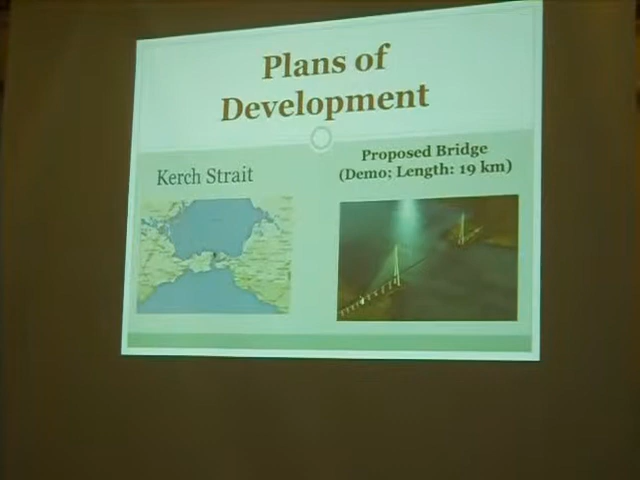 Plans of
Development
Kerch Strait
Proposed Bridge
(Demo; Length: 19 km)